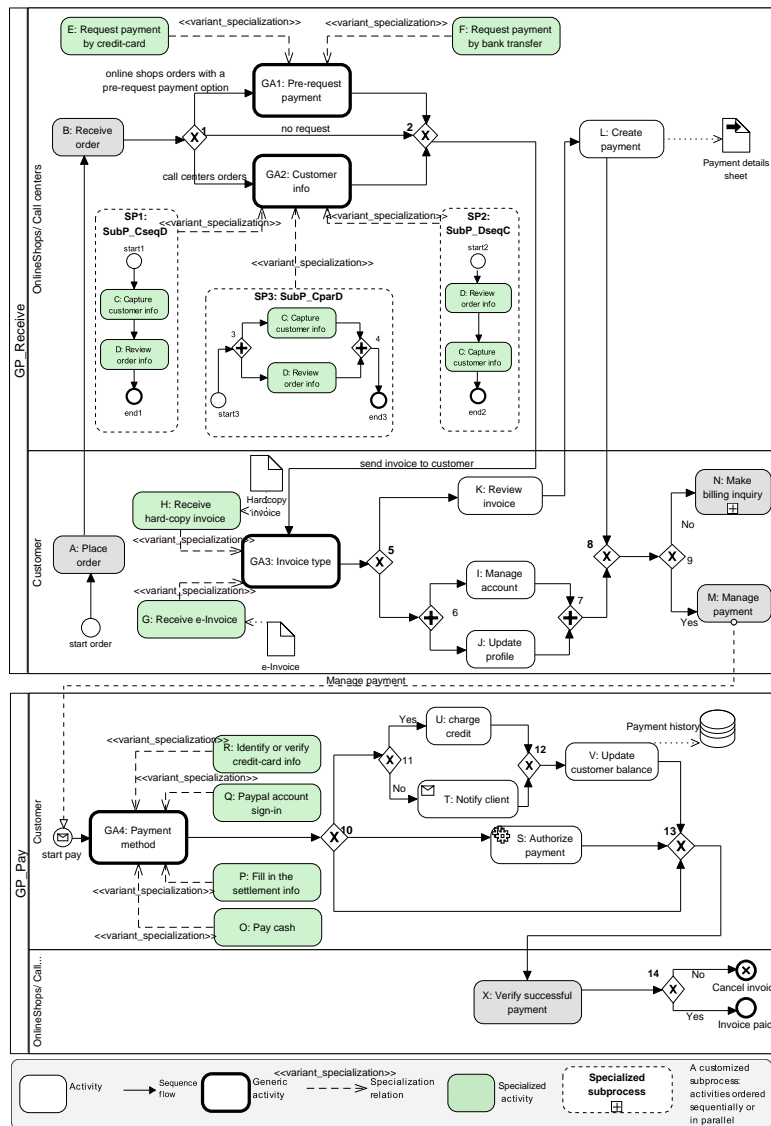 GP_Receive
OnlineShops/ Call centers
<<variant_specialization>>
E: Request payment
by credit-card
F: Request payment
by bank transfer
online shops orders with a
pre-request payment option
GA1: Pre-request
payment
B: Receive
order
1
no request
2
L: Create
payment
Payment details
sheet
call centers orders
GA2: Customer
info
SP1:
SubP_CseqD
<<variant_specialization>>
<<variant_specialization>>
SP2:
SubP_DseqC
start1
<<variant_specialization>>
start2
C: Capture
customer info
D: Review
order info
end1
SP3: SubP_CparD
3
C: Capture
customer info
4
D: Review
order info
start3
end3
D: Review
order info
C: Capture
customer info
end2
Customer
send invoice to customer
H: Receive
hard-copy invoice
Hardcopy
invoice
<<variant_specialization>>
K: Review
invoice
N: Make
billing inquiry
A: Place
order
GA3: Invoice type
5
8
No
9
<<variant_specialization>>
I: Manage
account
G: Receive e-Invoice
6
7
M: Manage
payment
Yes
start order
J: Update
profile
e-Invoice
Manage payment
GP_Pay
Customer
<<variant_specialization>>
R: Identify or verify
credit-card info
<<variant_specialization>>
Q: Paypal account
sign-in
Yes
U: charge
credit
Payment history
11
12
V: Update
customer balance
No
T: Notify client
start pay
GA4: Payment
method
10
S: Authorize
payment
13
P: Fill in the
settlement info
<<variant_specialization>>
O: Pay cash
<<variant_specialization>>
OnlineShops/ Call...
X: Verify successful
payment
14
No
Cancel invoic
Yes
Invoice paid
Activity
Sequence
flow
Generic
activity
<<variant_specialization>>
Specialization
relation
Specialized
activity
Specialized
subprocess
A customized
subprocess:
activities ordered
sequentially or
in parallel